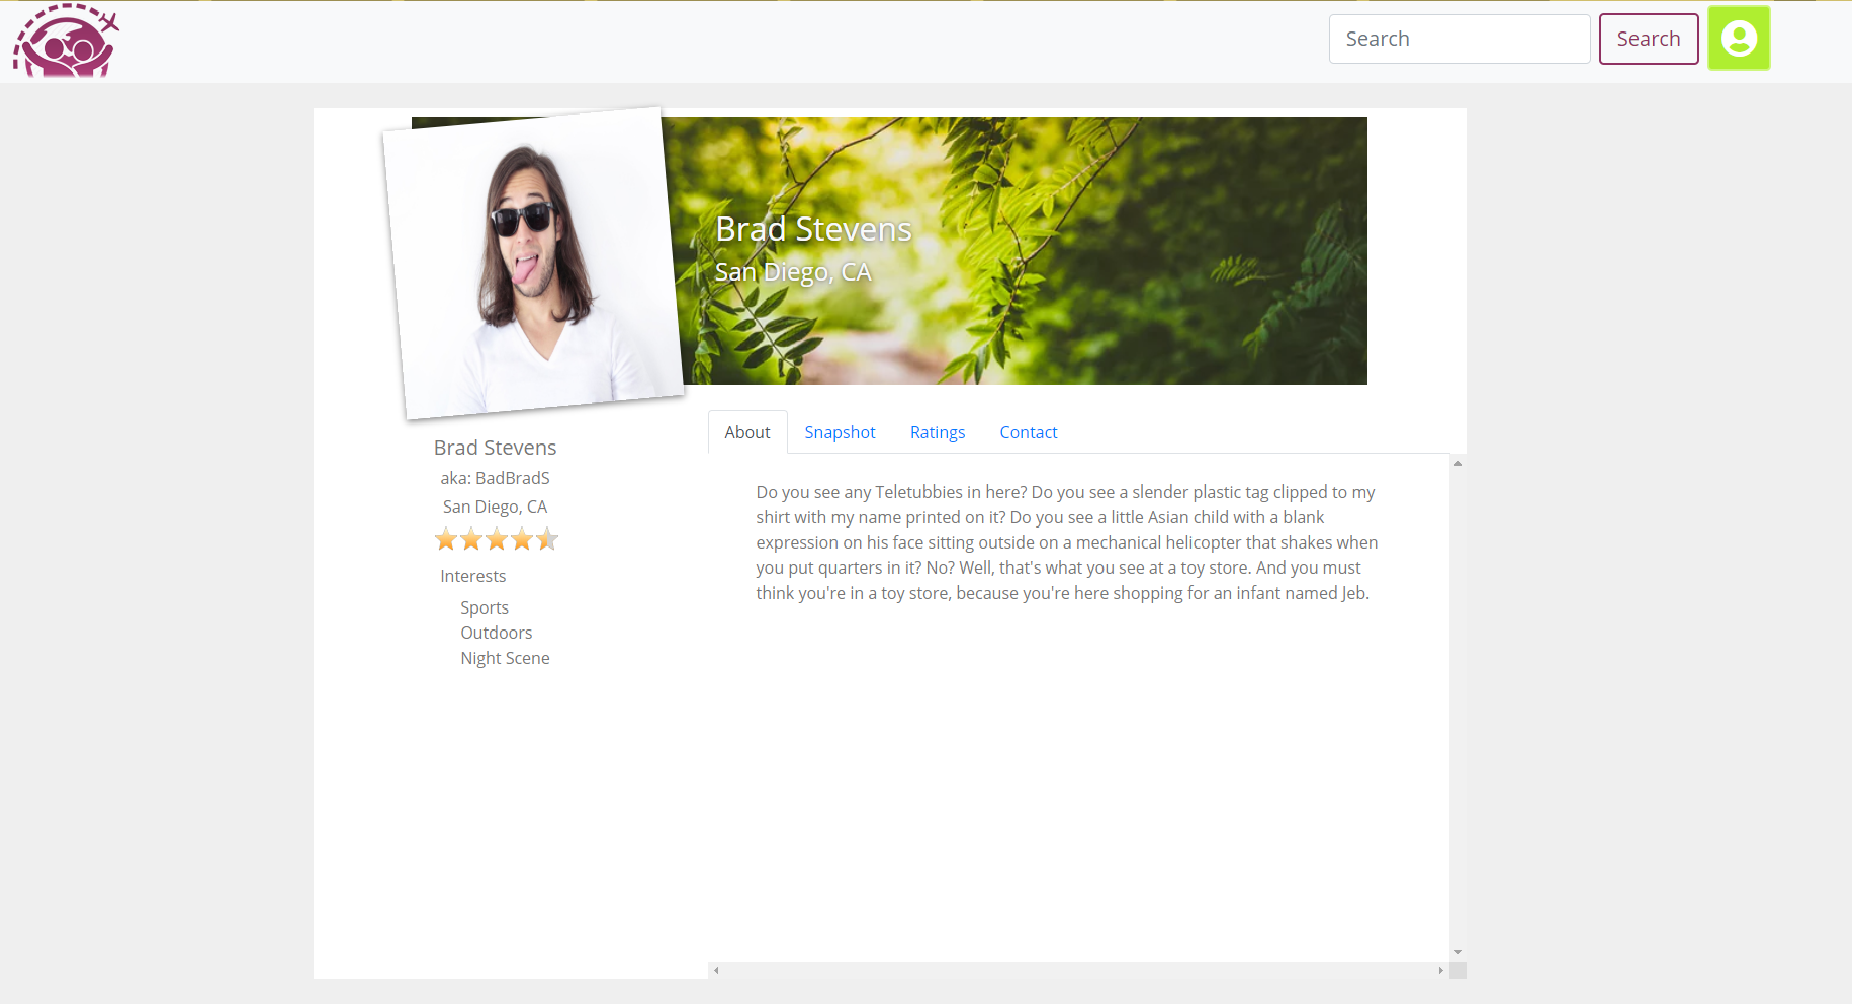 Search
Search
Brad Stevens
San Diego, CA
Brad Stevens
aka: BadBradS
San Diego, CA
Interests
Sports
Outdoors
Night Scene
About
Snapshot
Ratings
Contact
Do you see any Teletubbies in here? Do you see a slender plastic tag clipped to my
shirt with my name printed on it? Do you see a little Asian child with a blank
expression on his face sitting outside on a mechanical helicopter that shakes when
you put quarters in it? No? Well, that's what you see at a toy store. And you must
think you're in a toy store, because you're here shopping for an infant named Jeb.